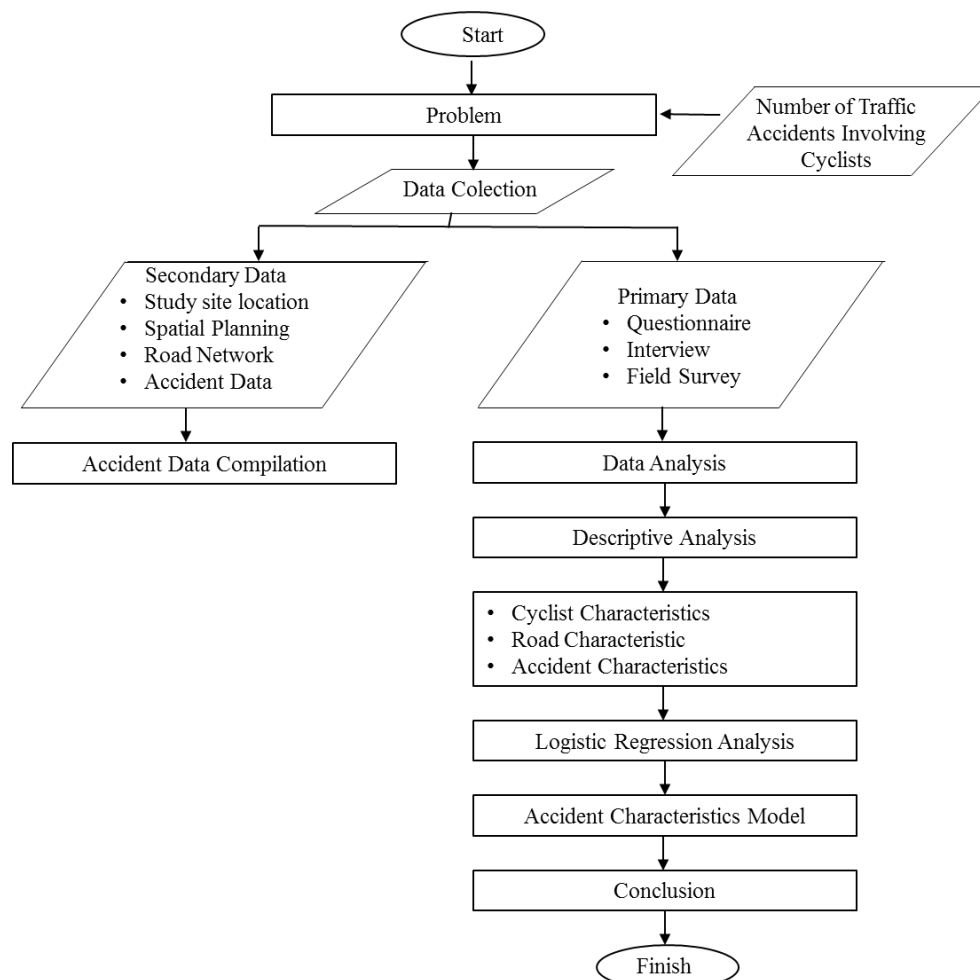 Start
Problem
Number of Traffic
Accidents Involving
Cyclists
Data Colection
Secondary Data
• Study site location
• Spatial Planning
• Road Network
• Accident Data
Primary Data
• Questionnaire
• Interview
• Field Survey
Accident Data Compilation
Data Analysis
Descriptive Analysis
• Cyclist Characteristics
• Road Characteristic
• Accident Characteristics
Logistic Regression Analysis
Accident Characteristics Model
Conclusion
Finish